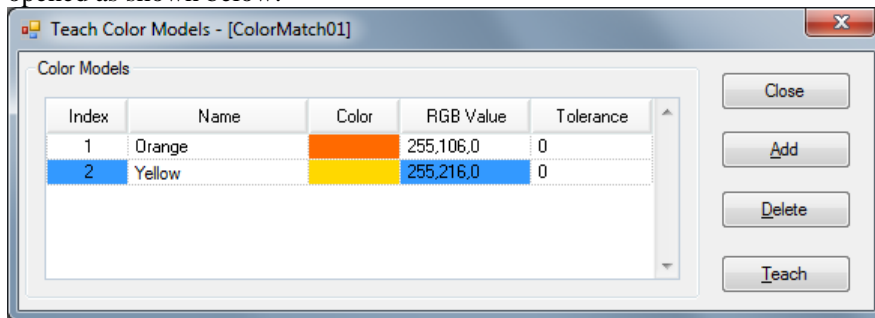 opened as shown below.
Teach Color Models - [ColorMatch01]
Color Models
Index Name Color RGB Value Tolerance
1 Orange 255,106,0 0
2 Yellow 255,216,0 0
Close
Add
Delete
Teach